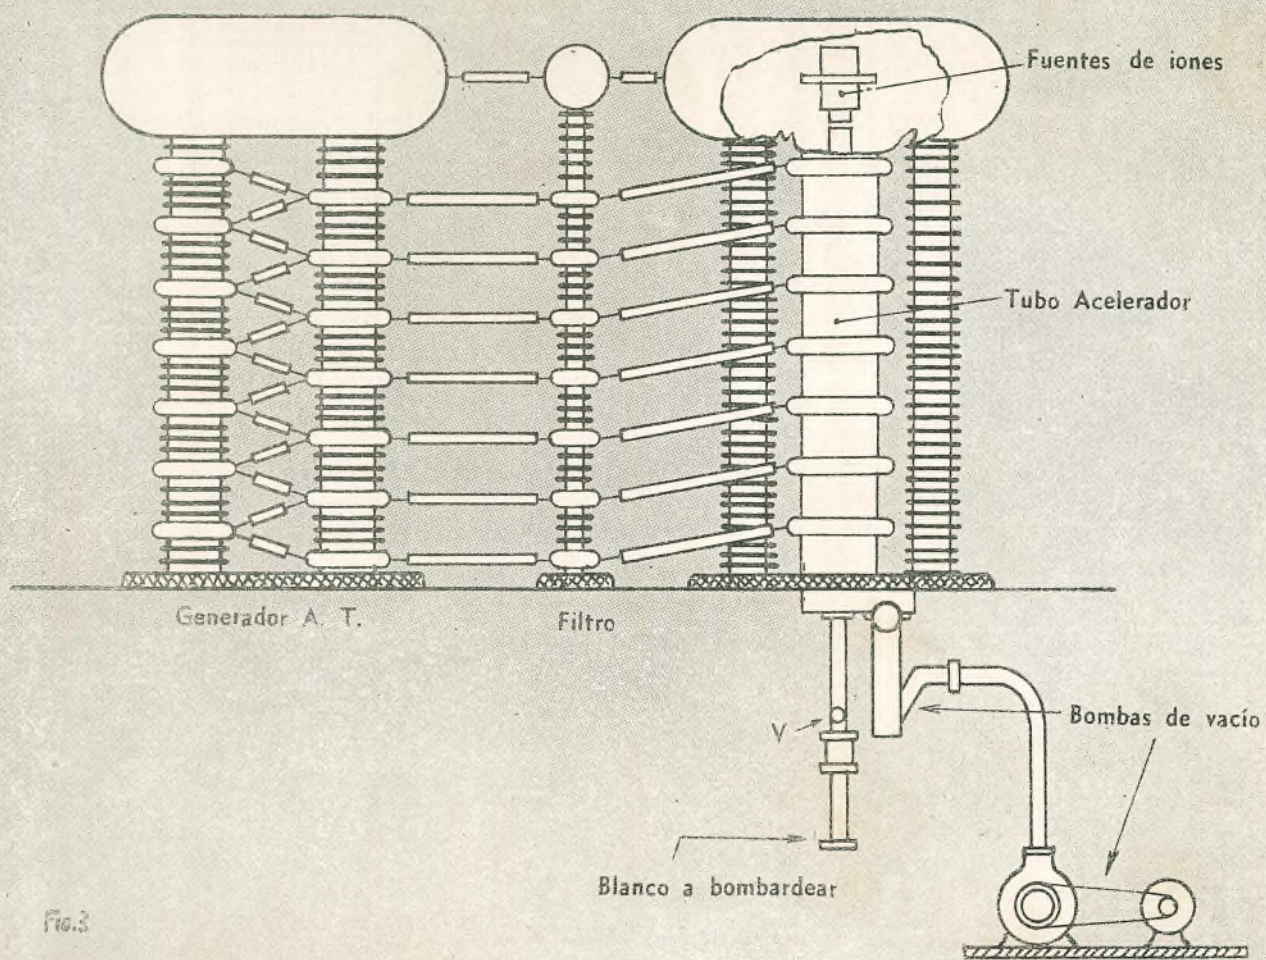 Fuentes de iones
Tubo Acelerador
Generador A. T.
Filtro
V
Bombas de vacío
Blanco a bombardear
FIG.3